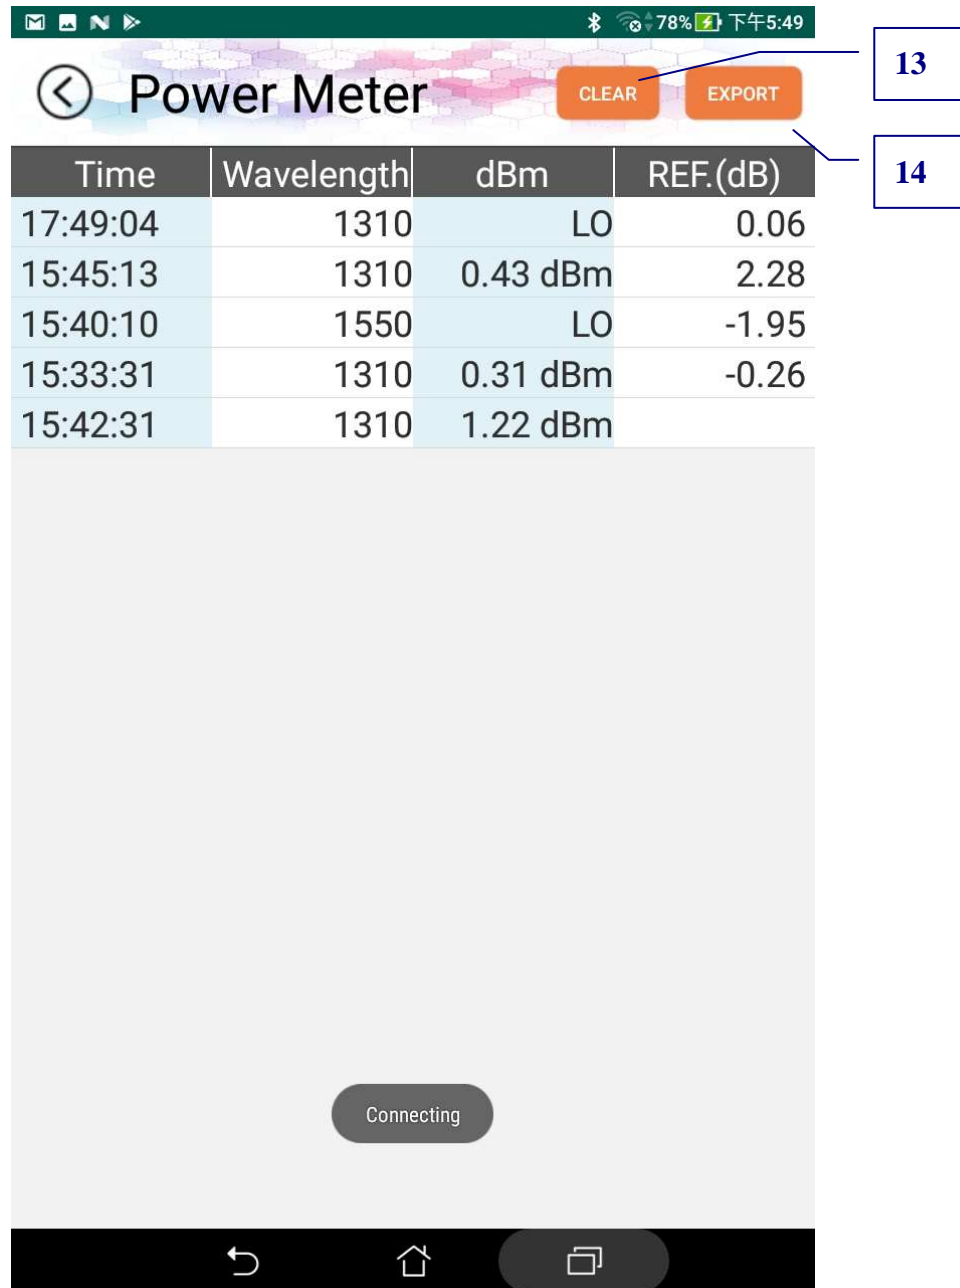 78% 下午5:49
Power Meter CLEAR EXPORT
13
14
Time Wavelength dBm REF.(dB)
17:49:04 1310 LO 0.06
15:45:13 1310 0.43 dBm 2.28
15:40:10 1550 LO -1.95
15:33:31 1310 0.31 dBm -0.26
15:42:31 1310 1.22 dBm
Connecting